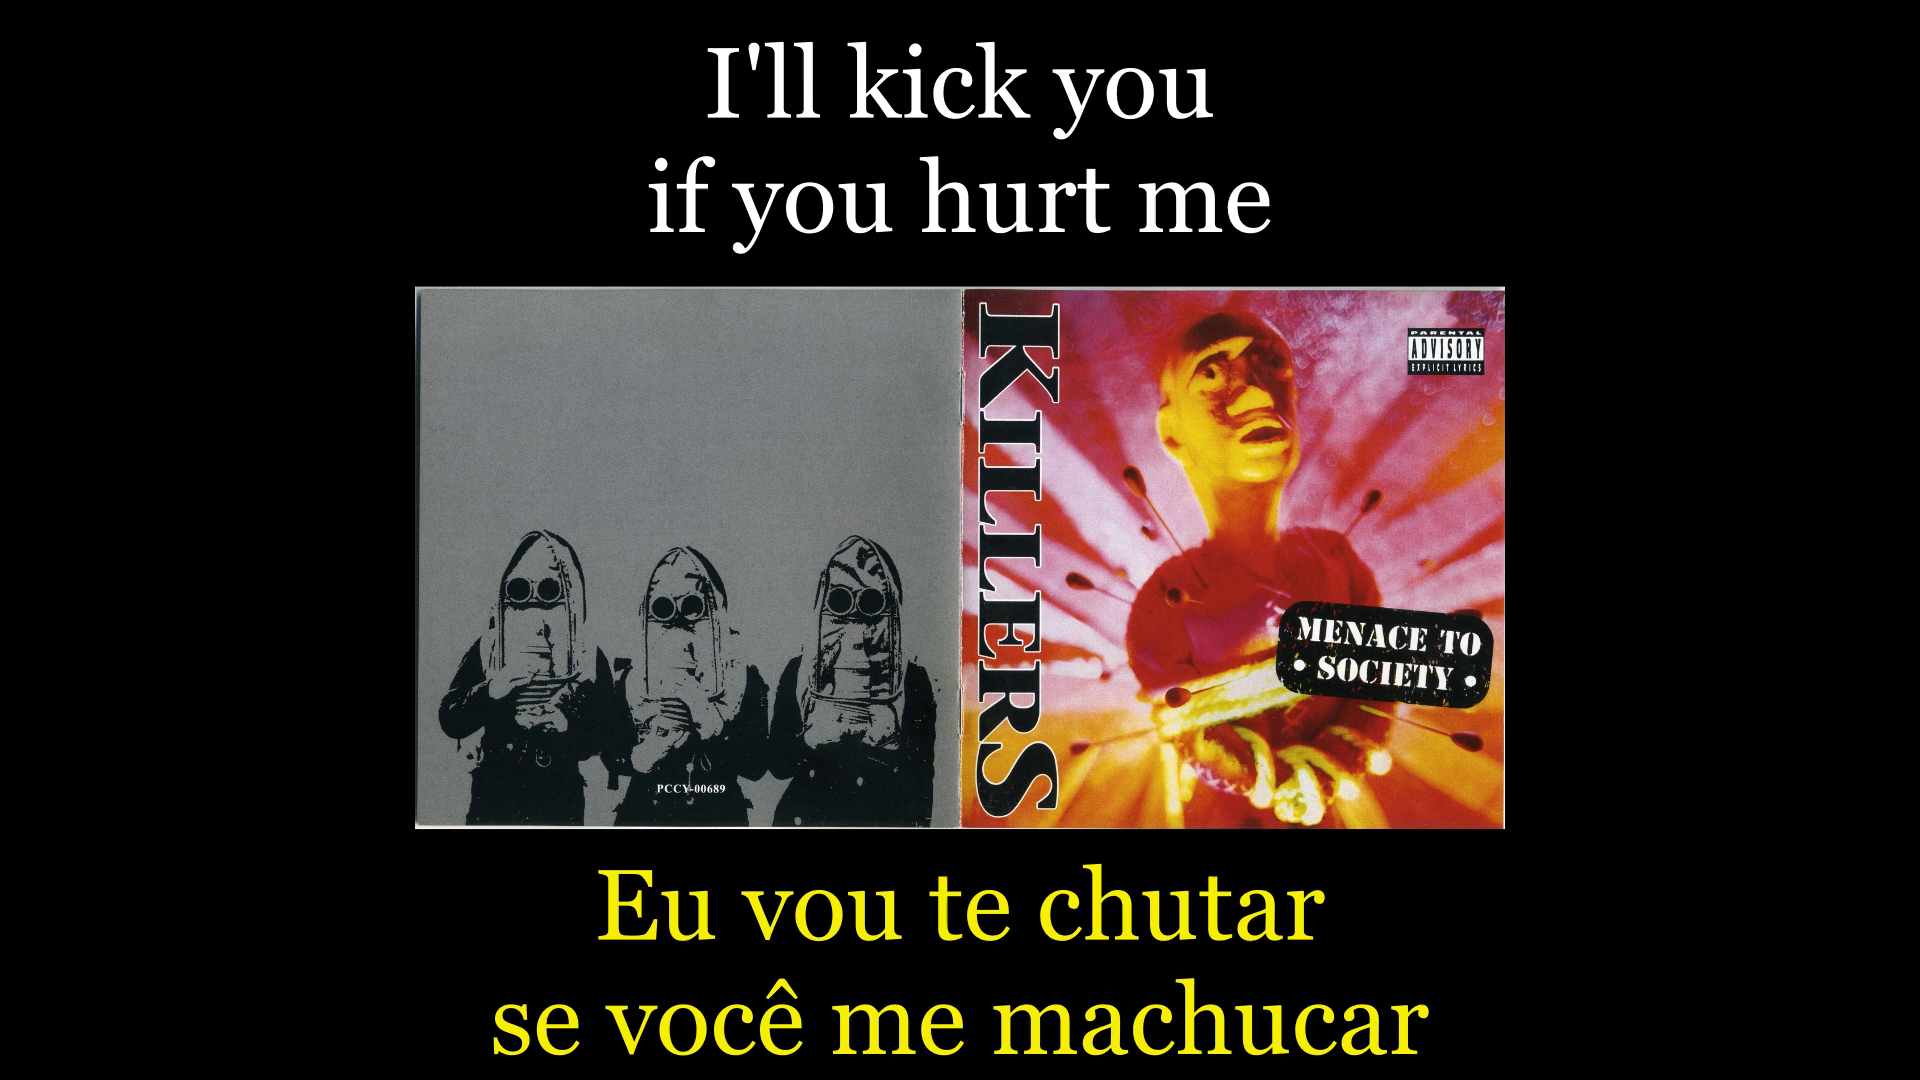 I'll kick you
if you hurt me
KILLERS
PARENTAL
ADVISORY
EXPLICIT LYRICS
MENACE TO
• SOCIETY •
PCCY-00689
Eu vou te chutar
se você me machucar